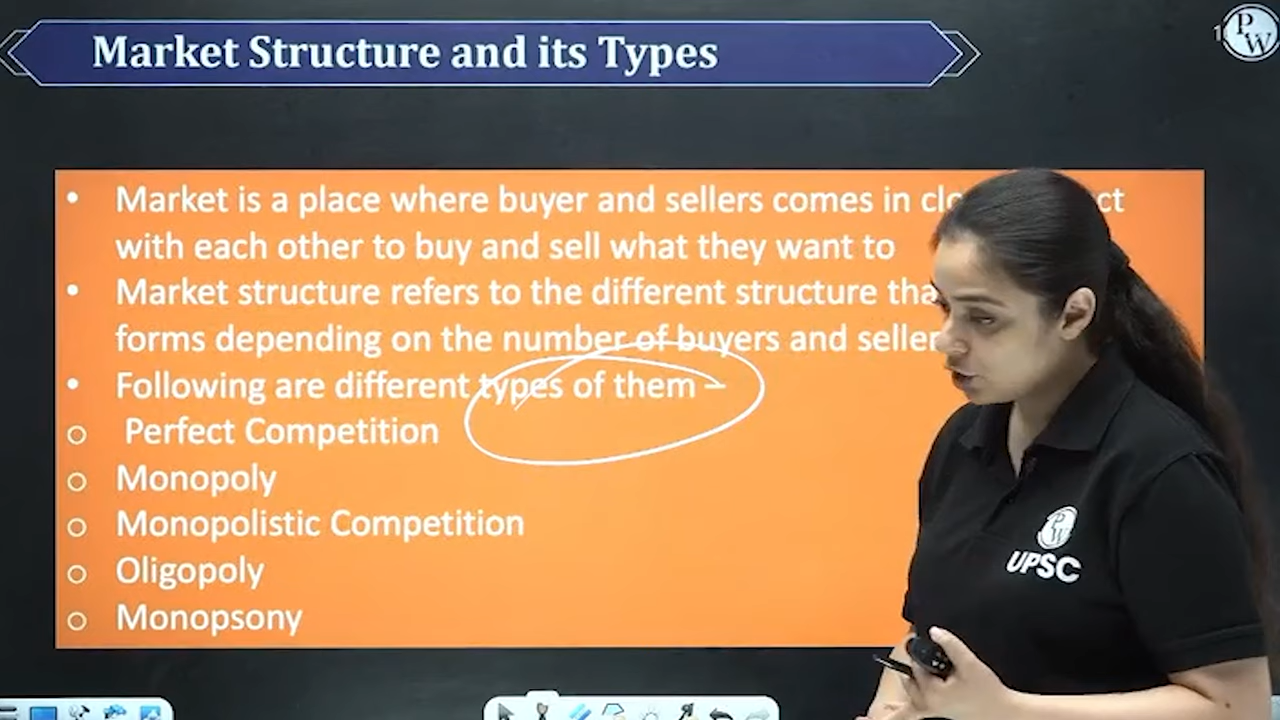 Market Structure and its Types
PW
• Market is a place where buyer and sellers comes in
with each other to buy and sell what they want to
• Market structure refers to the different structure
forms depending on the number of buyers and
• Following are different types of them –
○ Perfect Competition
○ Monopoly
○ Monopolistic Competition
○ Oligopoly
○ Monopsony
PW
UPSC